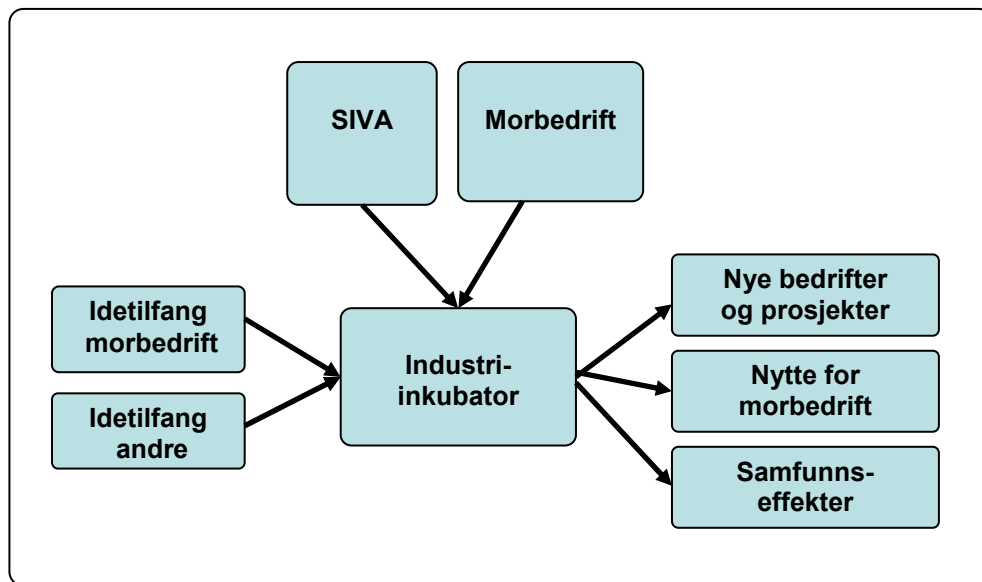 SIVA
Morbedrift
Idetilfang
morbedrift
Idetilfang
andre
Industri-
inkubator
Nye bedrifter
og prosjekter
Nytte for
morbedrift
Samfunns-
effekter